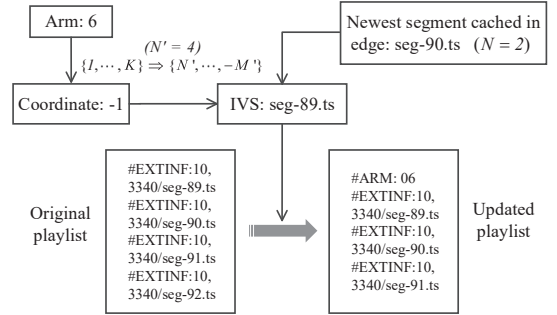 Arm: 6
Newest segment cached in
edge: seg-90.ts (N = 2)
(N' = 4)
{I, ⋯, K} ⇒ {N', ⋯, -M'}
Coordinate: -1
IVS: seg-89.ts
Original
playlist
#EXTINF:10,
3340/seg-89.ts
#EXTINF:10,
3340/seg-90.ts
#EXTINF:10,
3340/seg-91.ts
#EXTINF:10,
3340/seg-92.ts
#ARM: 06
#EXTINF:10,
3340/seg-89.ts
#EXTINF:10,
3340/seg-90.ts
#EXTINF:10,
3340/seg-91.ts
Updated
playlist